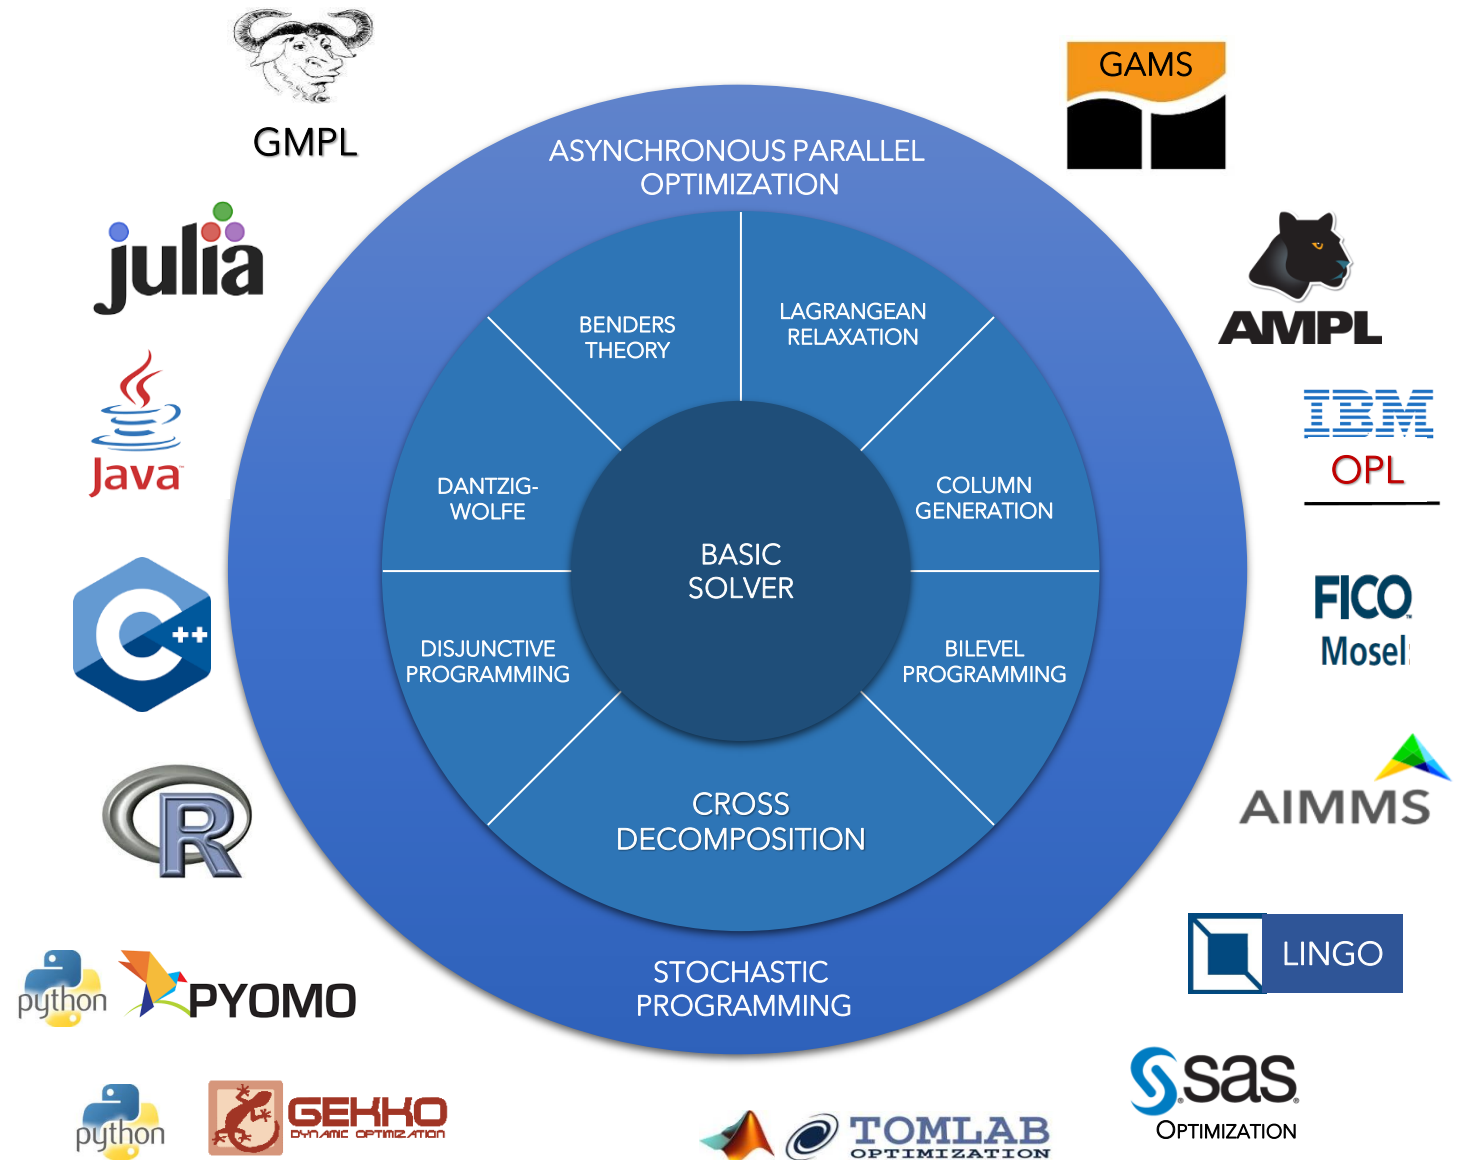 GMPL
GAMS
ASYNCHRONOUS PARALLEL
OPTIMIZATION
julia
AMPL
BENDERS
THEORY
LAGRANGEAN
RELAXATION
Java
IBM
OPL
DANTZIG-
WOLFE
COLUMN
GENERATION
BASIC
SOLVER
C++
FICO
Mosel
DISJUNCTIVE
PROGRAMMING
BILEVEL
PROGRAMMING
R
CROSS
DECOMPOSITION
AIMMS
python
PYOMO
STOCHASTIC
PROGRAMMING
LINGO
python
GEKKO
DYNAMIC OPTIMIZATION
TOMLAB
OPTIMIZATION
sas
OPTIMIZATION